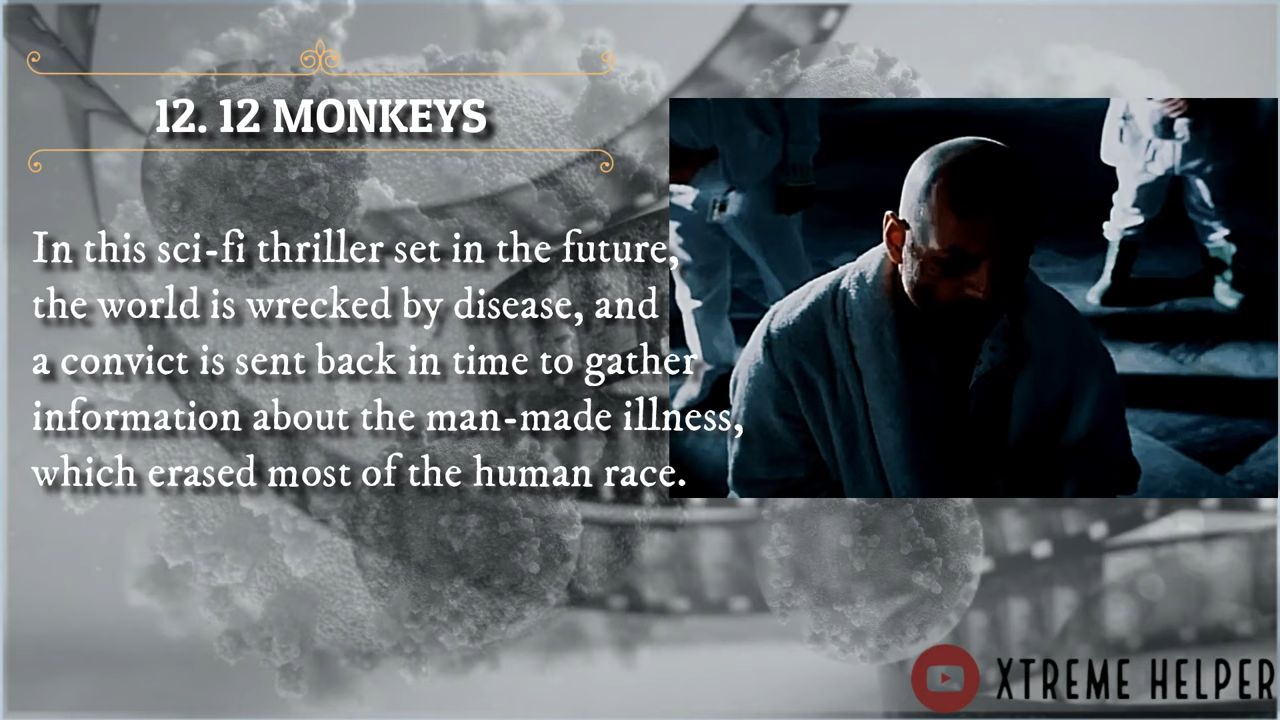 12. 12 MONKEYS
In this sci-fi thriller set in the future,
the world is wrecked by disease, and
a convict is sent back in time to gather
information about the man-made illness,
which erased most of the human race.
XTREME HELPER